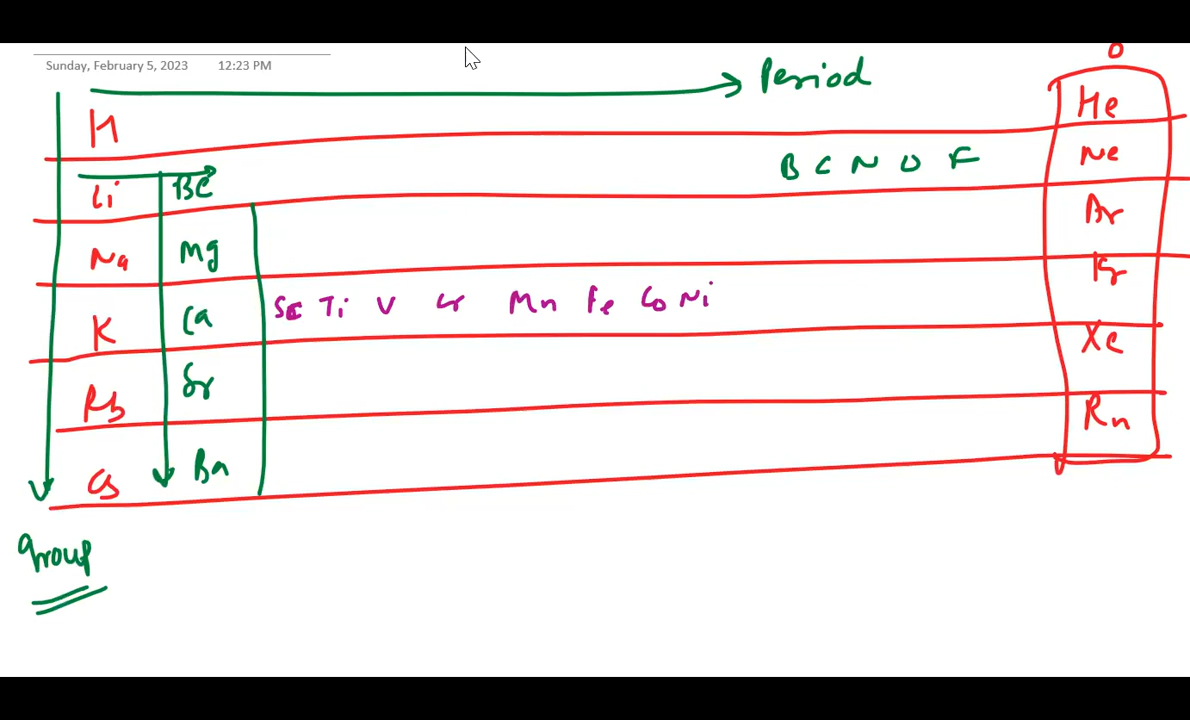 Sunday, February 5, 2023 12:23 PM
Period
0
H He
Li Be B C N O F Ne
Na Mg Ar
K Ca Sc Ti V Cr Mn Fe Co Ni Kr
Rb Sr Xe
Cs Ba Rn
Group